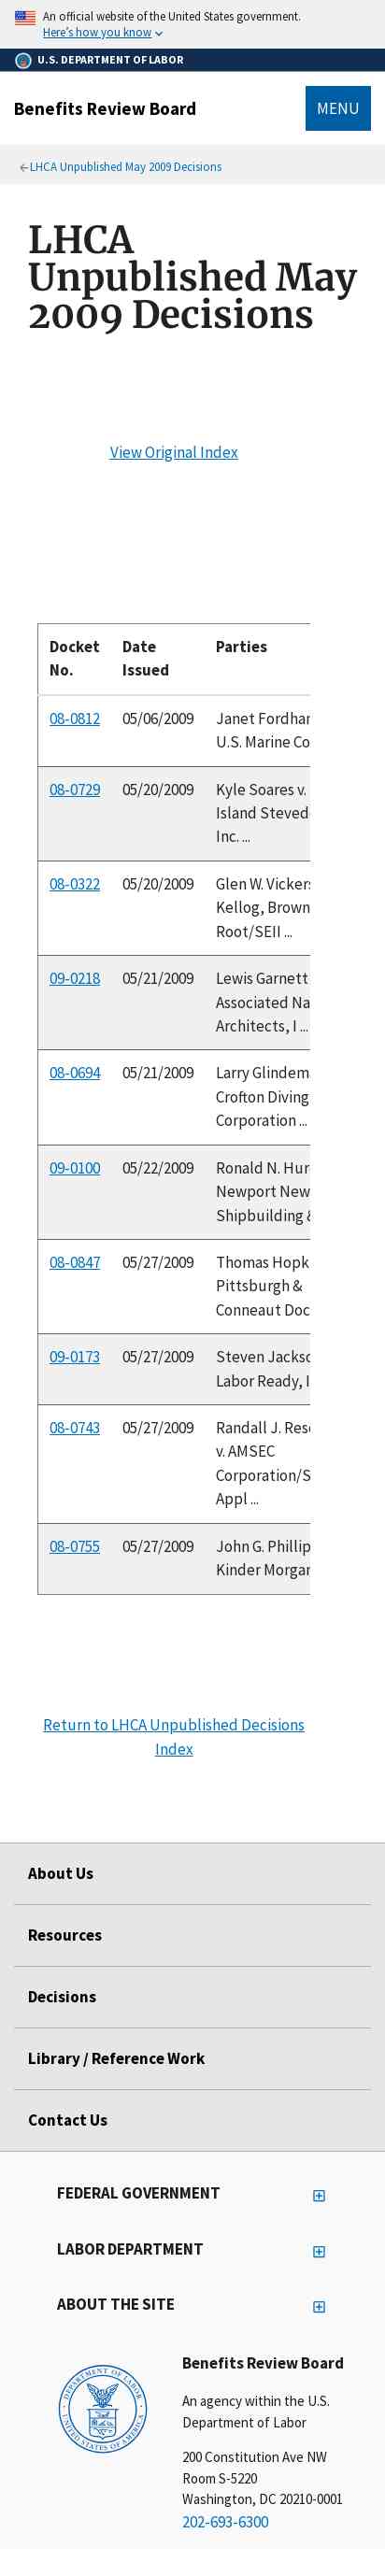 An official website of the United States government.
Here's how you know
U.S. DEPARTMENT OF LABOR
Benefits Review Board
MENU
LHCA Unpublished May 2009 Decisions
LHCA
Unpublished May
2009 Decisions
View Original Index
Docket No. Date Issued Parties
08-0812 05/06/2009 Janet Fordham
U.S. Marine Co
08-0729 05/20/2009 Kyle Soares v.
Island Steved
Inc. ...
08-0322 05/20/2009 Glen W. Vickers
Kellog, Brown
Root/SEII ...
09-0218 05/21/2009 Lewis Garnett
Associated Na
Architects, I ...
08-0694 05/21/2009 Larry Glindem
Crofton Diving
Corporation ...
09-0100 05/22/2009 Ronald N. Hur
Newport New
Shipbuilding &
08-0847 05/27/2009 Thomas Hopk
Pittsburgh &
Conneaut Doc
09-0173 05/27/2009 Steven Jackso
Labor Ready, I
08-0743 05/27/2009 Randall J. Res
v. AMSEC
Corporation/S
Appl ...
08-0755 05/27/2009 John G. Phillip
Kinder Morgan
Return to LHCA Unpublished Decisions
Index
About Us
Resources
Decisions
Library / Reference Work
Contact Us
FEDERAL GOVERNMENT
LABOR DEPARTMENT
ABOUT THE SITE
DEPARTMENT OF LABOR
UNITED STATES OF AMERICA
Benefits Review Board
An agency within the U.S.
Department of Labor
200 Constitution Ave NW
Room S-5220
Washington, DC 20210-0001
202-693-6300